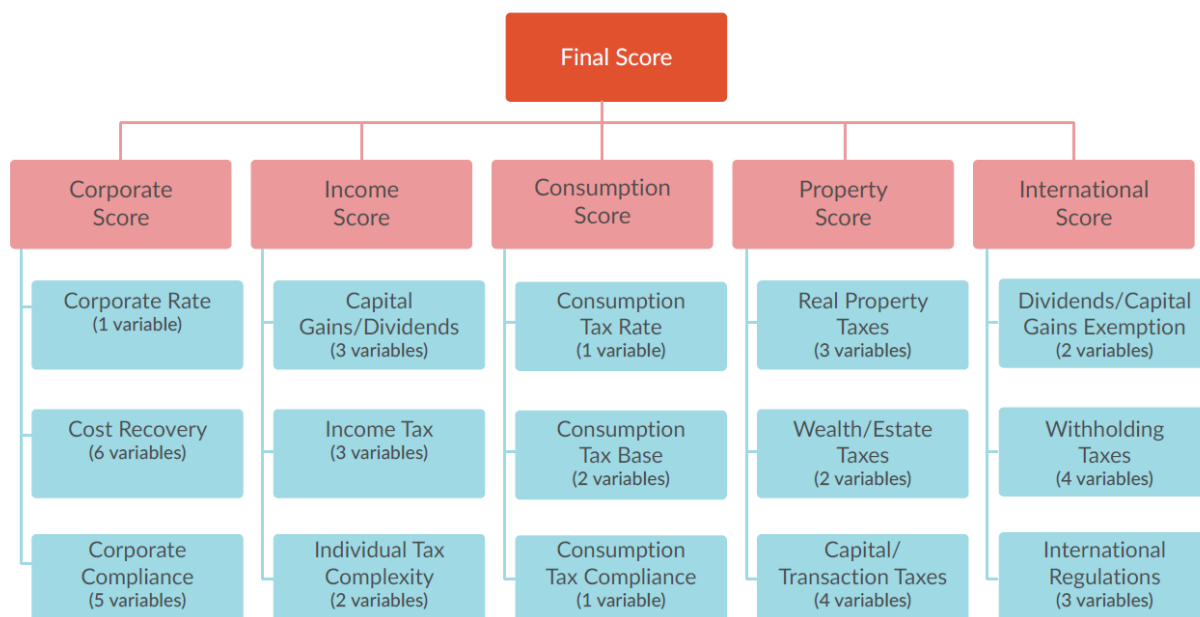 Final Score
Corporate
Score
Income
Score
Consumption
Score
Property
Score
International
Score
Corporate Rate
(1 variable)
Capital
Gains/Dividends
(3 variables)
Consumption
Tax Rate
(1 variable)
Real Property
Taxes
(3 variables)
Dividends/Capital
Gains Exemption
(2 variables)
Cost Recovery
(6 variables)
Income Tax
(3 variables)
Consumption
Tax Base
(2 variables)
Wealth/Estate
Taxes
(2 variables)
Withholding
Taxes
(4 variables)
Corporate
Compliance
(5 variables)
Individual Tax
Complexity
(2 variables)
Consumption
Tax Compliance
(1 variable)
Capital/
Transaction Taxes
(4 variables)
International
Regulations
(3 variables)